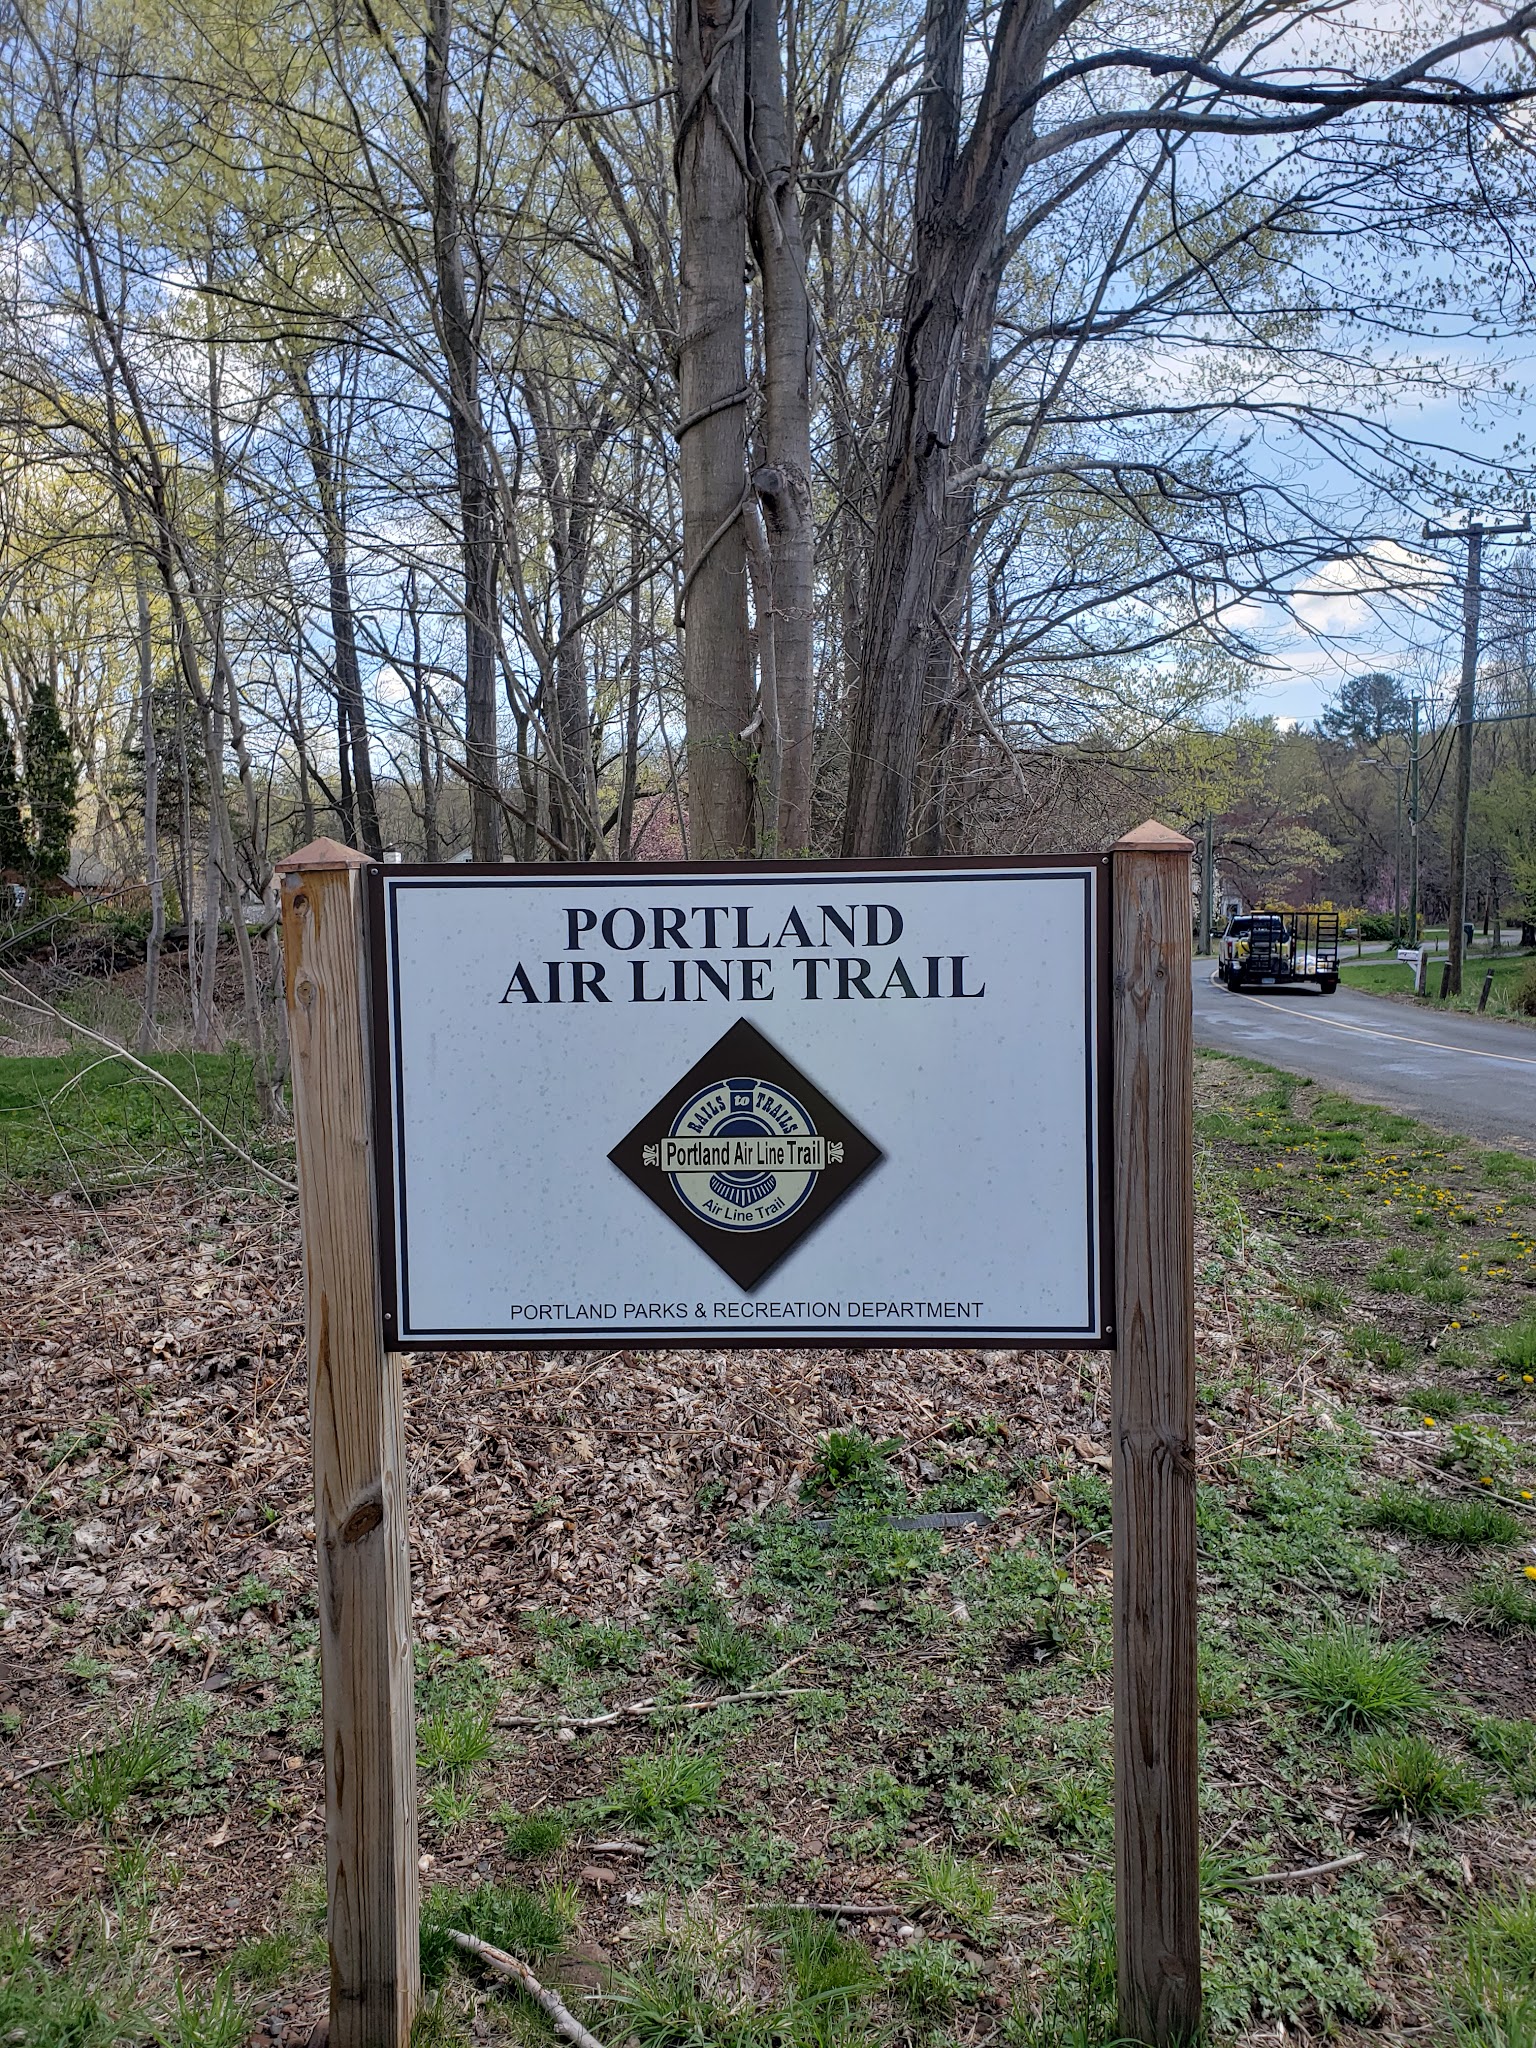 PORTLAND
AIR LINE TRAIL
RAILS to TRAILS
Portland Air Line Trail
Air Line Trail
PORTLAND PARKS & RECREATION DEPARTMENT